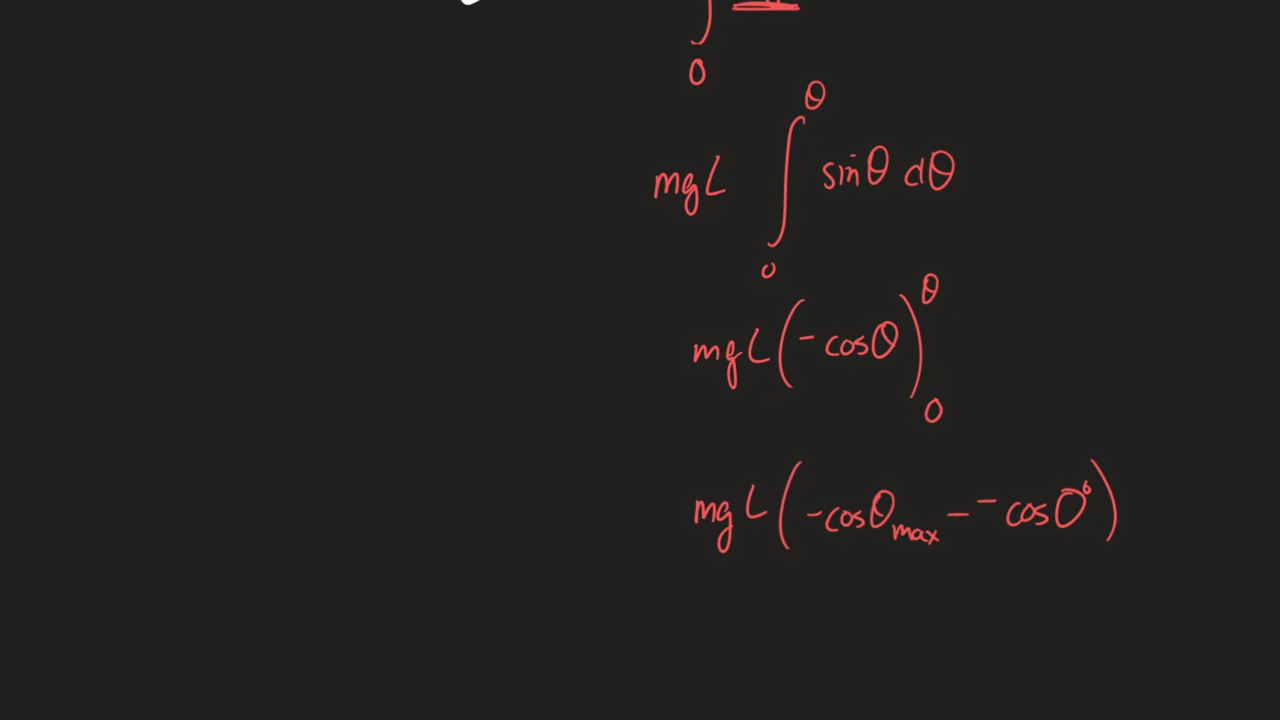 ∫
0
θ
mgL ∫ sinθ dθ
0
θ
mgL(-cosθ)
0
mgL(-cosθmax - -cos0°)